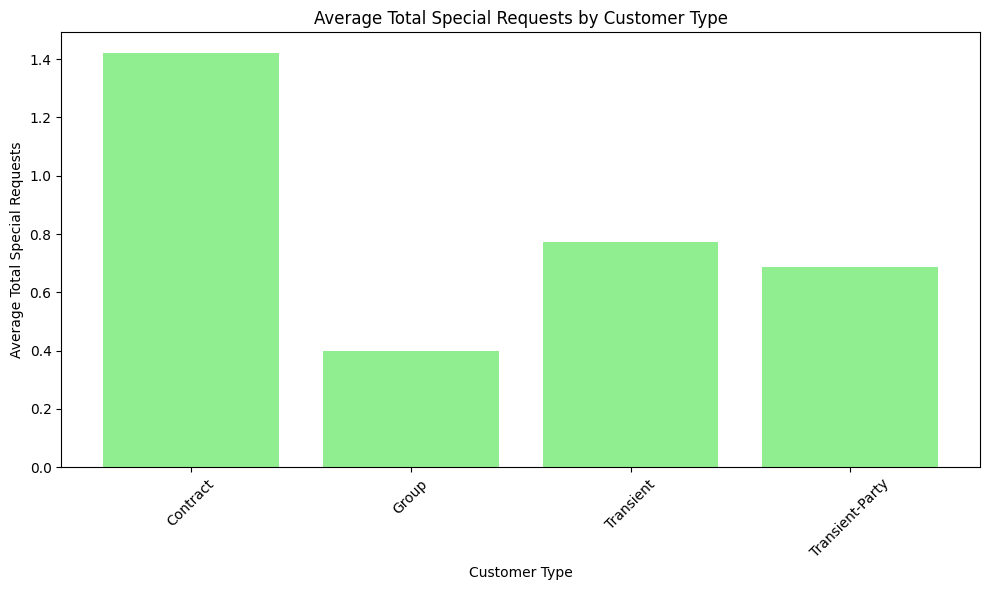 Average Total Special Requests by Customer Type
Average Total Special Requests
1.4
1.2
1.0
0.8
0.6
0.4
0.2
0.0
Contract
Group
Transient
Transient-Party
Customer Type